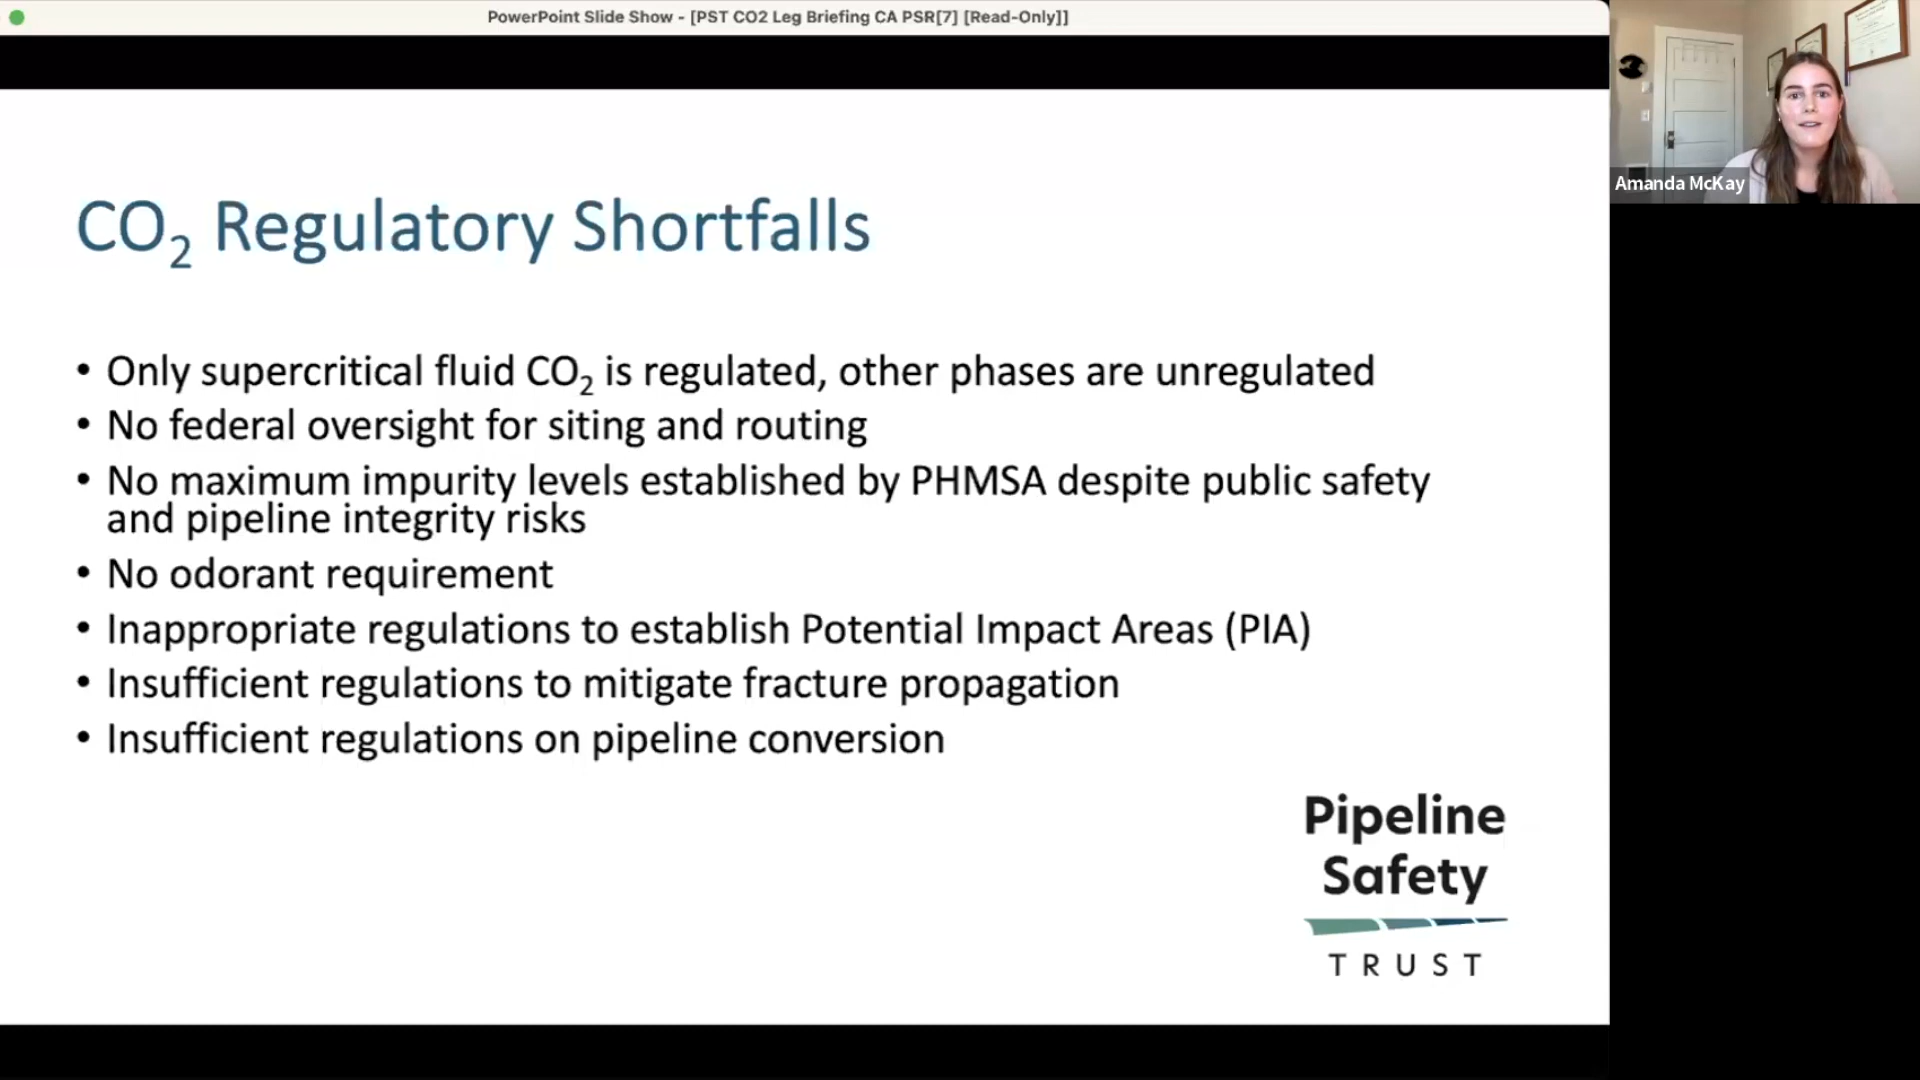 PowerPoint Slide Show - [PST CO2 Leg Briefing CA PSR[7] [Read-Only]]
Amanda McKay
CO₂ Regulatory Shortfalls
• Only supercritical fluid CO₂ is regulated, other phases are unregulated
• No federal oversight for siting and routing
• No maximum impurity levels established by PHMSA despite public safety
and pipeline integrity risks
• No odorant requirement
• Inappropriate regulations to establish Potential Impact Areas (PIA)
• Insufficient regulations to mitigate fracture propagation
• Insufficient regulations on pipeline conversion
Pipeline
Safety
TRUST